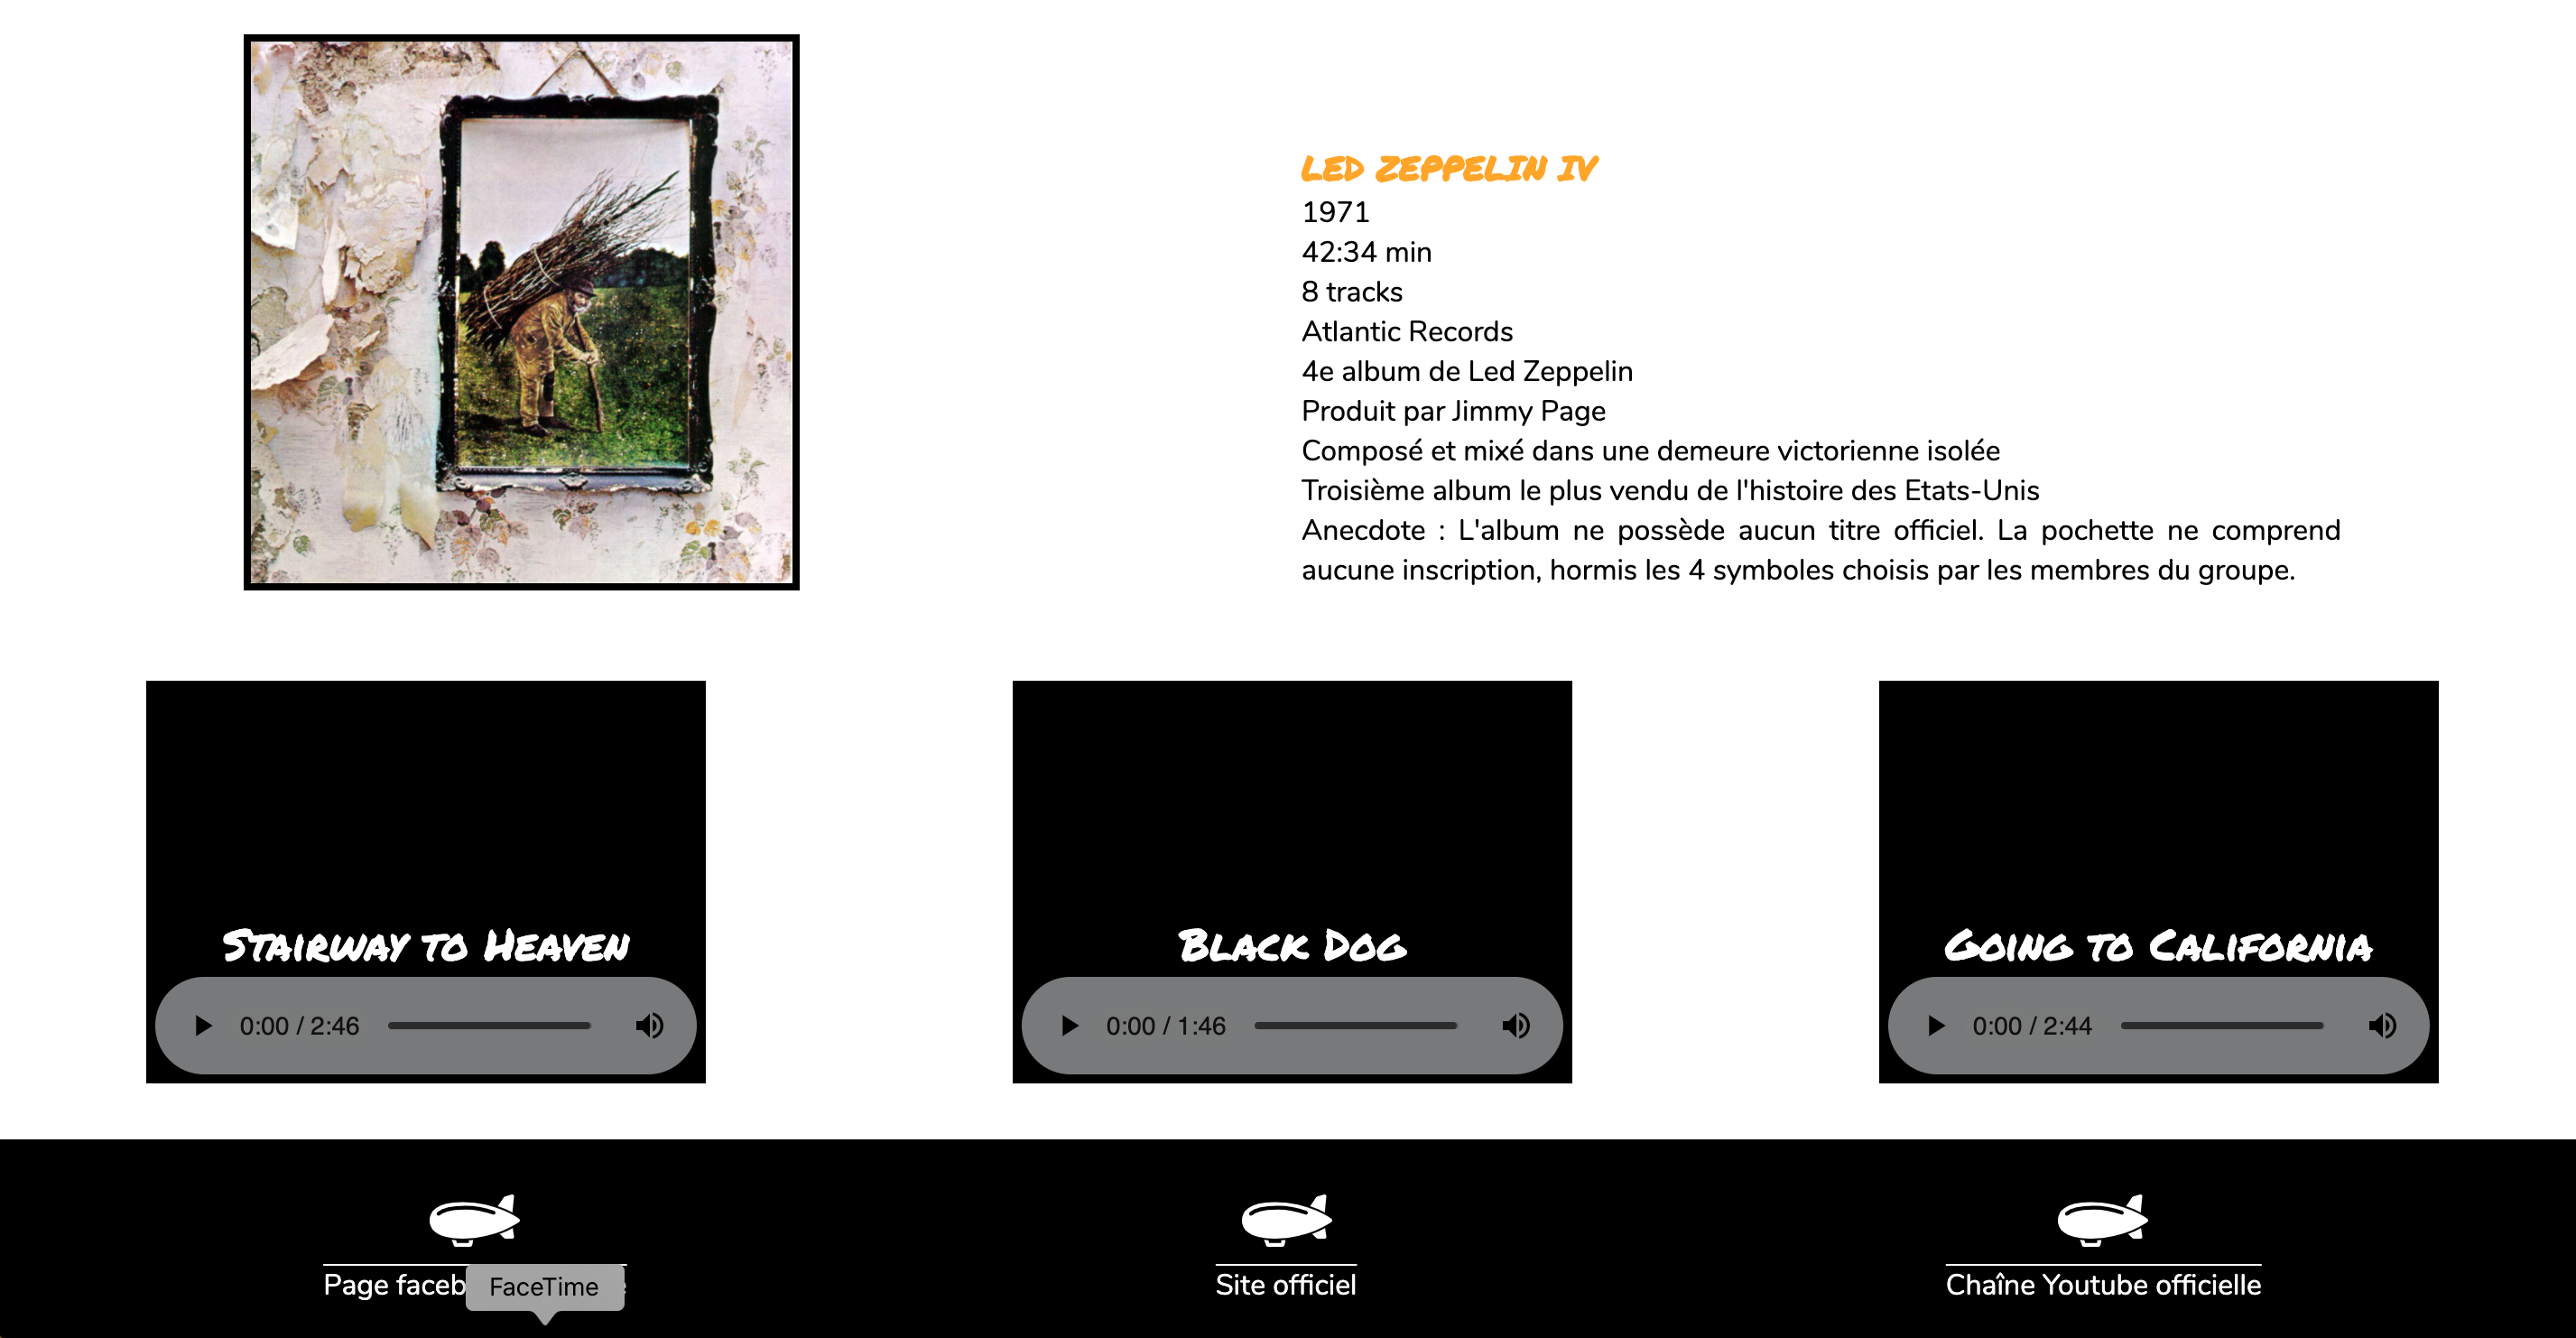 LED ZEPPELIN IV
1971
42:34 min
8 tracks
Atlantic Records
4e album de Led Zeppelin
Produit par Jimmy Page
Composé et mixé dans une demeure victorienne isolée
Troisième album le plus vendu de l'histoire des Etats-Unis
Anecdote : L'album ne possède aucun titre officiel. La pochette ne comprend
aucune inscription, hormis les 4 symboles choisis par les membres du groupe.
Stairway to Heaven
0:00 / 2:46
Black Dog
0:00 / 1:46
Going to California
0:00 / 2:44
Page
FaceTime
Site officiel
Chaîne Youtube officielle